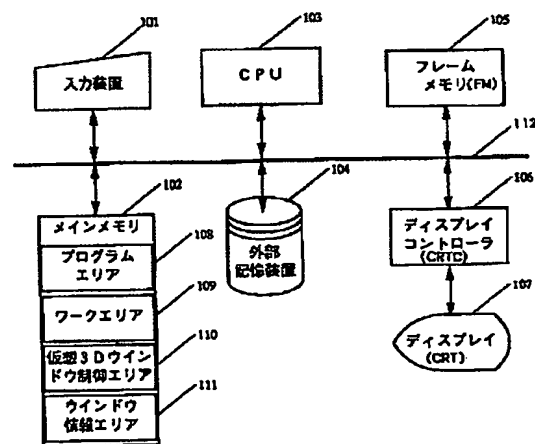 101
103
105
入力装置
CPU
フレーム
メモリ(FM)
112
102
104
106
メインメモリ
108
プログラム
エリア
外部
記憶装置
ディスプレイ
コントローラ
(CRTC)
109
107
ワークエリア
110
ディスプレイ
(CRT)
仮想3Dウイン
ドウ制御エリア
111
ウインドウ
情報エリア